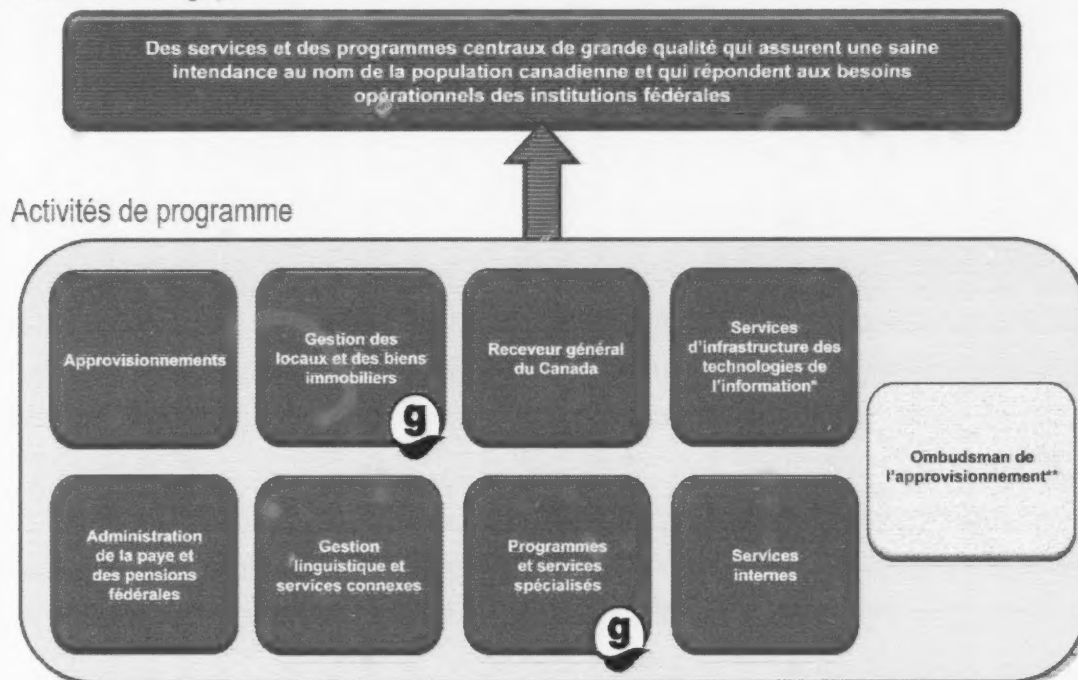 Des services et des programmes centraux de grande qualité qui assurent une saine
intendance au nom de la population canadienne et qui répondent aux besoins
opérationnels des institutions fédérales
Activités de programme
Approvisionnements
Gestion des
locaux et des biens
immobiliers
g
Receveur général
du Canada
Services
d'infrastructure des
technologies de
l'information*
Ombudsman de
l'approvisionnement**
Administration
de la paye et
des pensions
fédérales
Gestion
linguistique et
services connexes
Programmes
et services
spécialisés
g
Services
internes